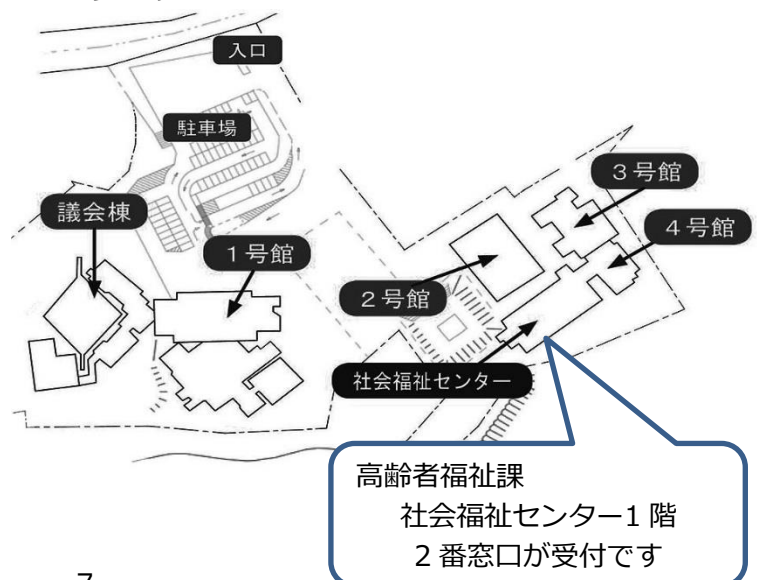 入口
駐車場
議会棟
1号館
2号館
3号館
4号館
社会福祉センター
高齢者福祉課
社会福祉センター1階
2番窓口が受付です
7